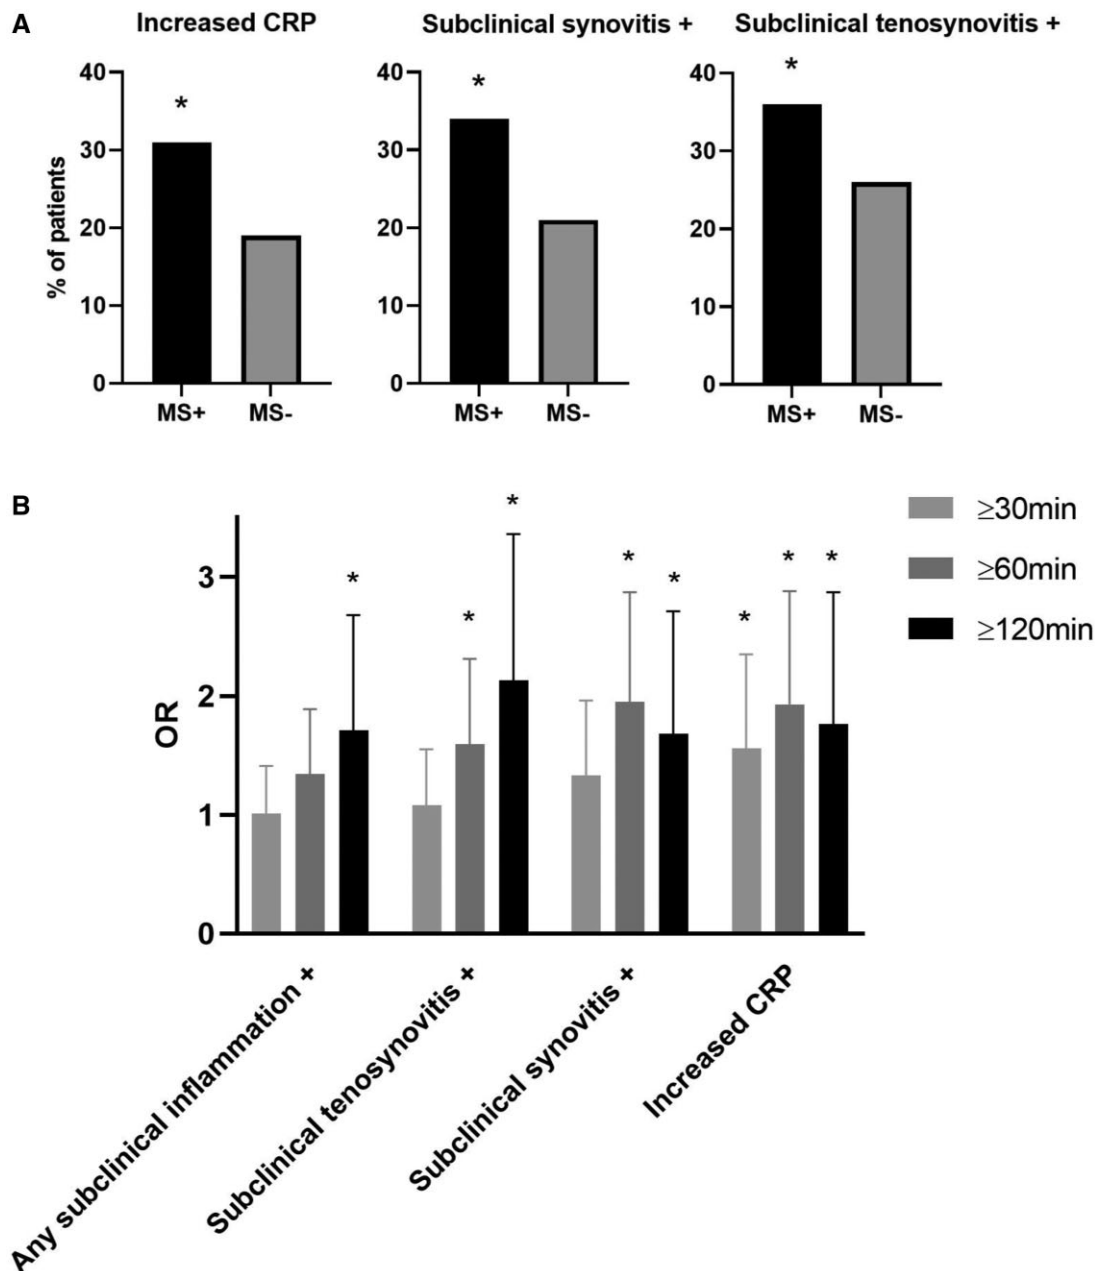 A
Increased CRP
Subclinical synovitis +
Subclinical tenosynovitis +
% of patients
40
30
20
10
0
*
MS+
MS-
40
30
20
10
0
*
MS+
MS-
40
30
20
10
0
*
MS+
MS-
B
OR
3
2
1
0
*
*
*
*
*
*
*
*
Any subclinical inflammation +
Subclinical tenosynovitis +
Subclinical synovitis +
Increased CRP
≥30min
≥60min
≥120min